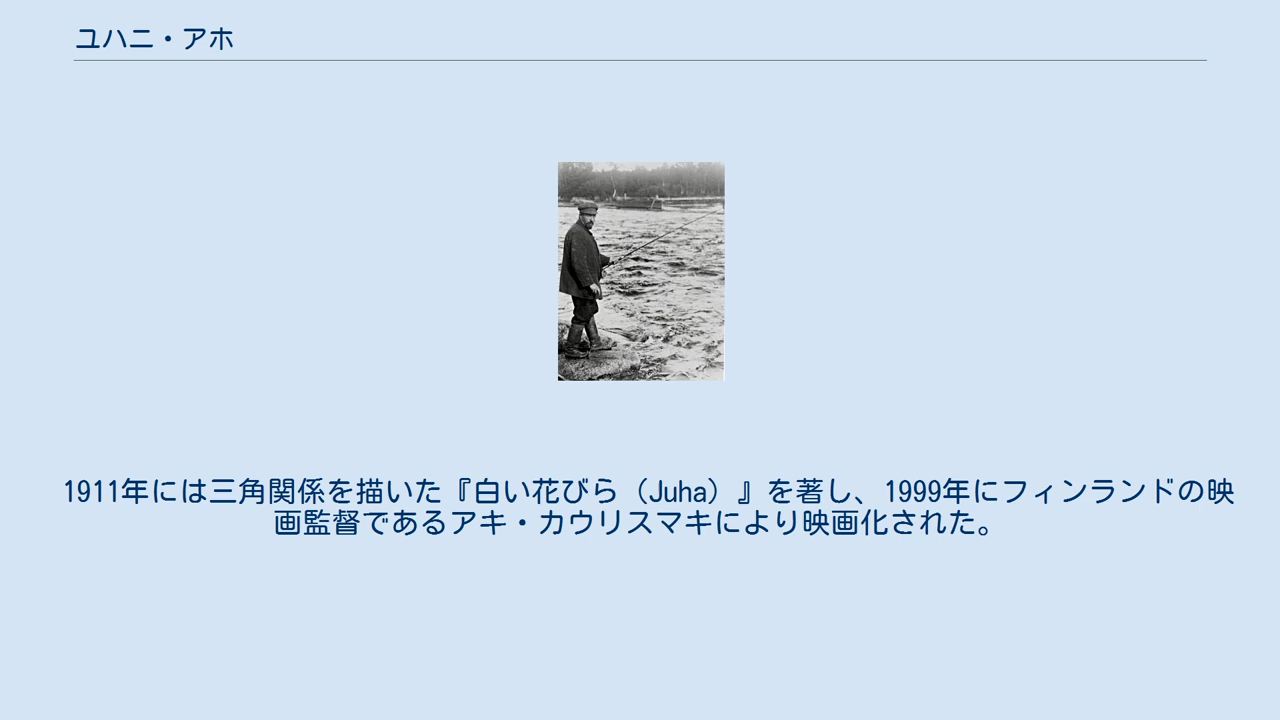 ユハニ・アホ
1911年には三角関係を描いた『白い花びら（Juha）』を著し、1999年にフィンランドの映
画監督であるアキ・カウリスマキにより映画化された。